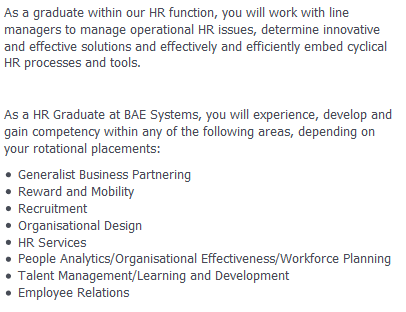 As a graduate within our HR function, you will work with line
managers to manage operational HR issues, determine innovative
and effective solutions and effectively and efficiently embed cyclical
HR processes and tools.
As a HR Graduate at BAE Systems, you will experience, develop and
gain competency within any of the following areas, depending on
your rotational placements:
• Generalist Business Partnering
• Reward and Mobility
• Recruitment
• Organisational Design
• HR Services
• People Analytics/Organisational Effectiveness/Workforce Planning
• Talent Management/Learning and Development
• Employee Relations